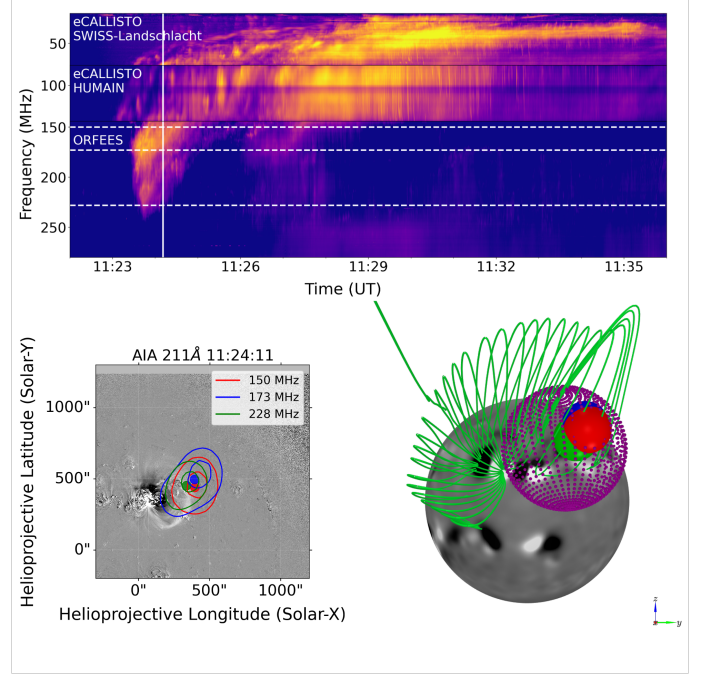 eCALLISTO
SWISS-Landschlacht
eCALLISTO
HUMAIN
ORFEES
50
100
150
200
250
Frequency (MHz)
11:23 11:26 11:29 11:32 11:35
Time (UT)
AIA 211Å 11:24:11
150 MHz
173 MHz
228 MHz
1000"
500"
0"
Helioprojective Latitude (Solar-Y)
0" 500" 1000"
Helioprojective Longitude (Solar-X)
z
x y